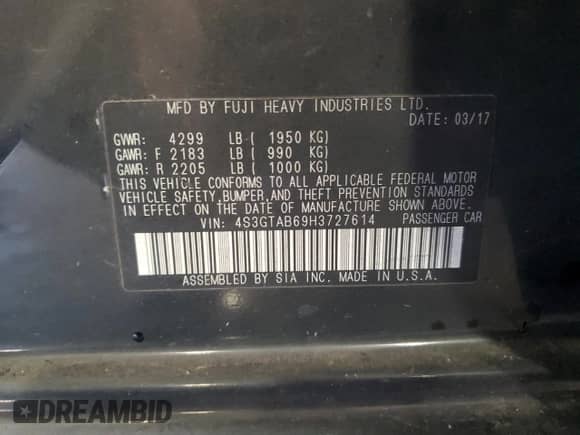 MFD BY FUJI HEAVY INDUSTRIES LTD.
DATE: 03/17
GVWR: 4299 LB ( 1950 KG)
GAWR: F 2183 LB ( 990 KG)
GAWR: R 2205 LB ( 1000 KG)
THIS VEHICLE CONFORMS TO ALL APPLICABLE FEDERAL MOTOR
VEHICLE SAFETY,BUMPER,AND THEFT PREVENTION STANDARDS
IN EFFECT ON THE DATE OF MANUFACTURE SHOWN ABOVE.
VIN: 4S3GTAB69H3727614 PASSENGER CAR
ASSEMBLED BY SIA INC. MADE IN U.S.A.
DREAMBID